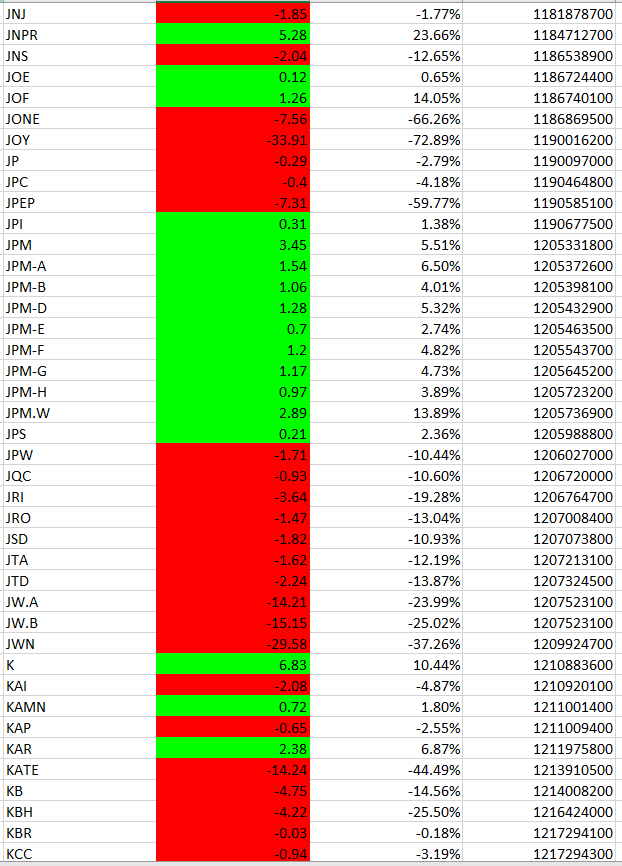 JNJ -1.85 -1.77% 1181878700
JNPR 5.28 23.66% 1184712700
JNS -2.04 -12.65% 1186538900
JOE 0.12 0.65% 1186724400
JOF 1.26 14.05% 1186740100
JONE -7.56 -66.26% 1186869500
JOY -33.91 -72.89% 1190016200
JP -0.29 -2.79% 1190097000
JPC -0.4 -4.18% 1190464800
JPEP -7.31 -59.77% 1190585100
JPI 0.31 1.38% 1190677500
JPM 3.45 5.51% 1205331800
JPM-A 1.54 6.50% 1205372600
JPM-B 1.06 4.01% 1205398100
JPM-D 1.28 5.32% 1205432900
JPM-E 0.7 2.74% 1205463500
JPM-F 1.2 4.82% 1205543700
JPM-G 1.17 4.73% 1205645200
JPM-H 0.97 3.89% 1205723200
JPM.W 2.89 13.89% 1205736900
JPS 0.21 2.36% 1205988800
JPW -1.71 -10.44% 1206027000
JQC -0.93 -10.60% 1206720000
JRI -3.64 -19.28% 1206764700
JRO -1.47 -13.04% 1207008400
JSD -1.82 -10.93% 1207073800
JTA -1.62 -12.19% 1207213100
JTD -2.24 -13.87% 1207324500
JW.A -14.21 -23.99% 1207523100
JW.B -15.15 -25.02% 1207523100
JWN -29.58 -37.26% 1209924700
K 6.83 10.44% 1210883600
KAI -2.08 -4.87% 1210920100
KAMN 0.72 1.80% 1211001400
KAP -0.65 -2.55% 1211009400
KAR 2.38 6.87% 1211975800
KATE -14.24 -44.49% 1213910500
KB -4.75 -14.56% 1214008200
KBH -4.22 -25.50% 1216424000
KBR -0.03 -0.18% 1217294100
KCC -0.94 -3.19% 1217294300